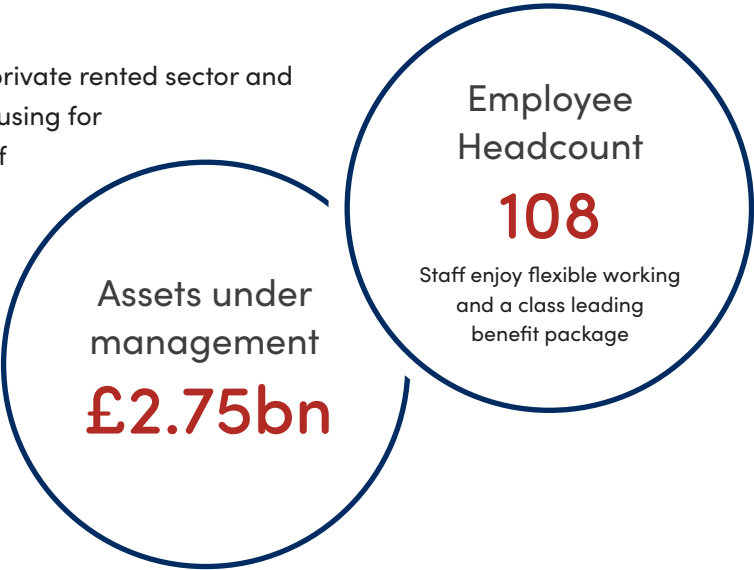 private rented sector and
using for
f
Employee
Headcount
108
Staff enjoy flexible working
and a class leading
benefit package
Assets under
management
£2.75bn